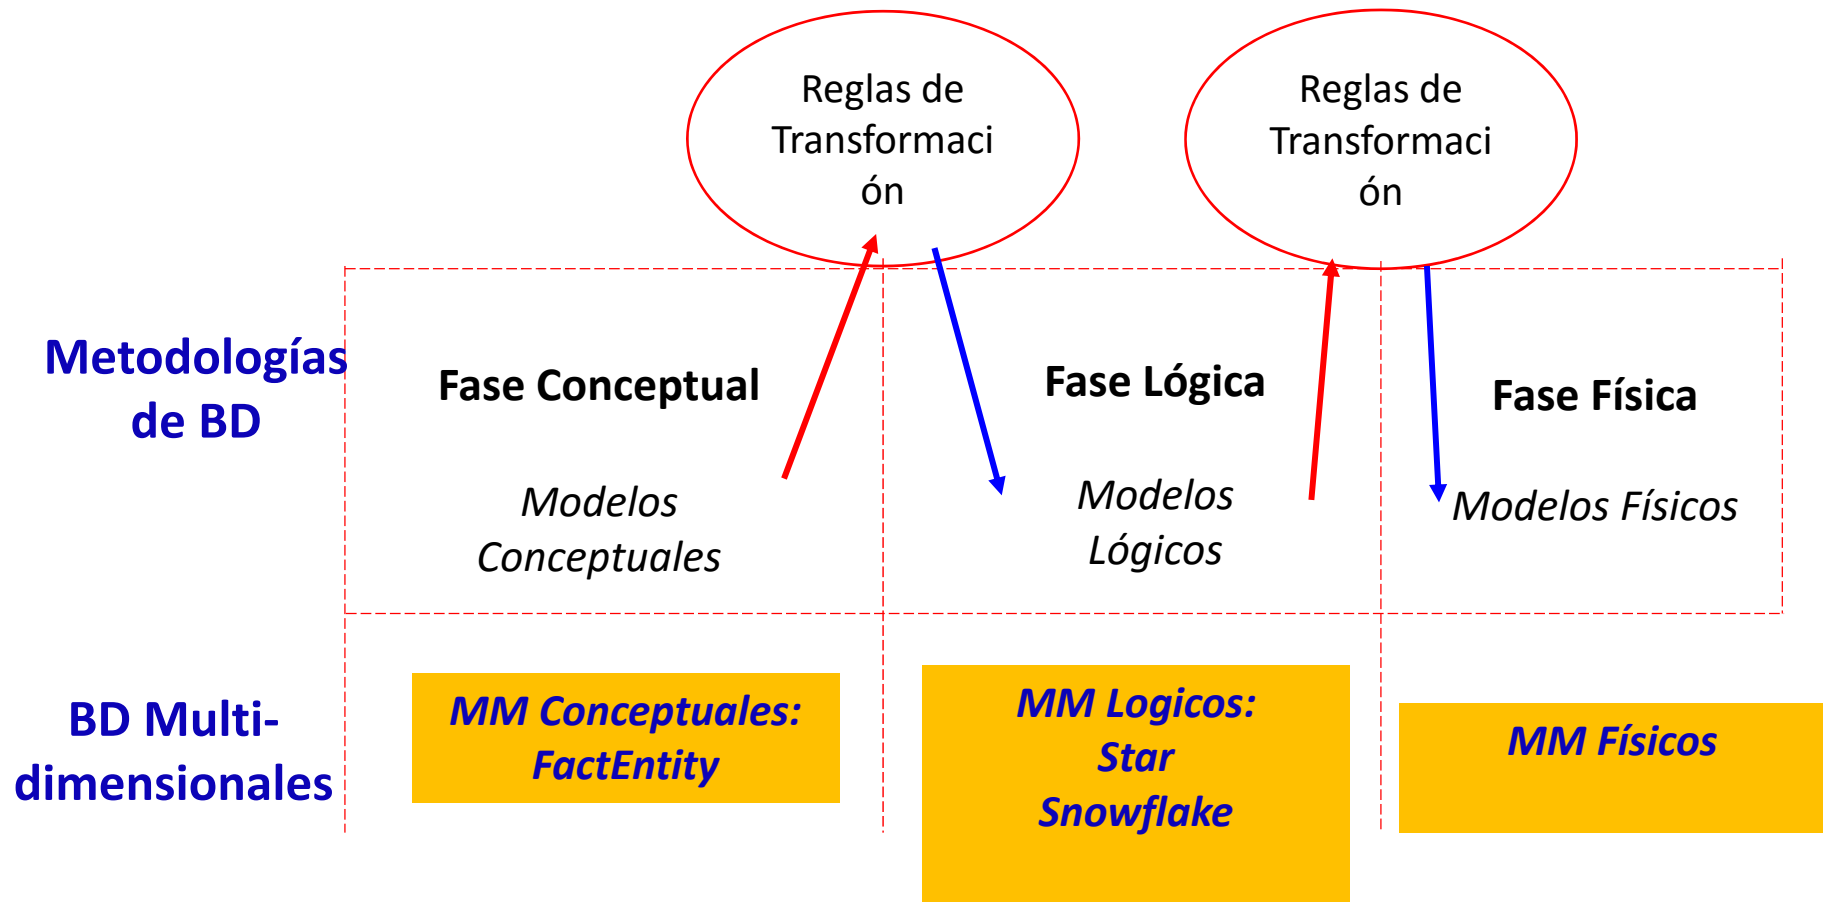 Reglas de
Transformaci
ón
Reglas de
Transformaci
ón
Metodologías
de BD
Fase Conceptual
Modelos
Conceptuales
Fase Lógica
Modelos
Lógicos
Fase Física
Modelos Físicos
BD Multi-
dimensionales
MM Conceptuales:
FactEntity
MM Logicos:
Star
Snowflake
MM Físicos